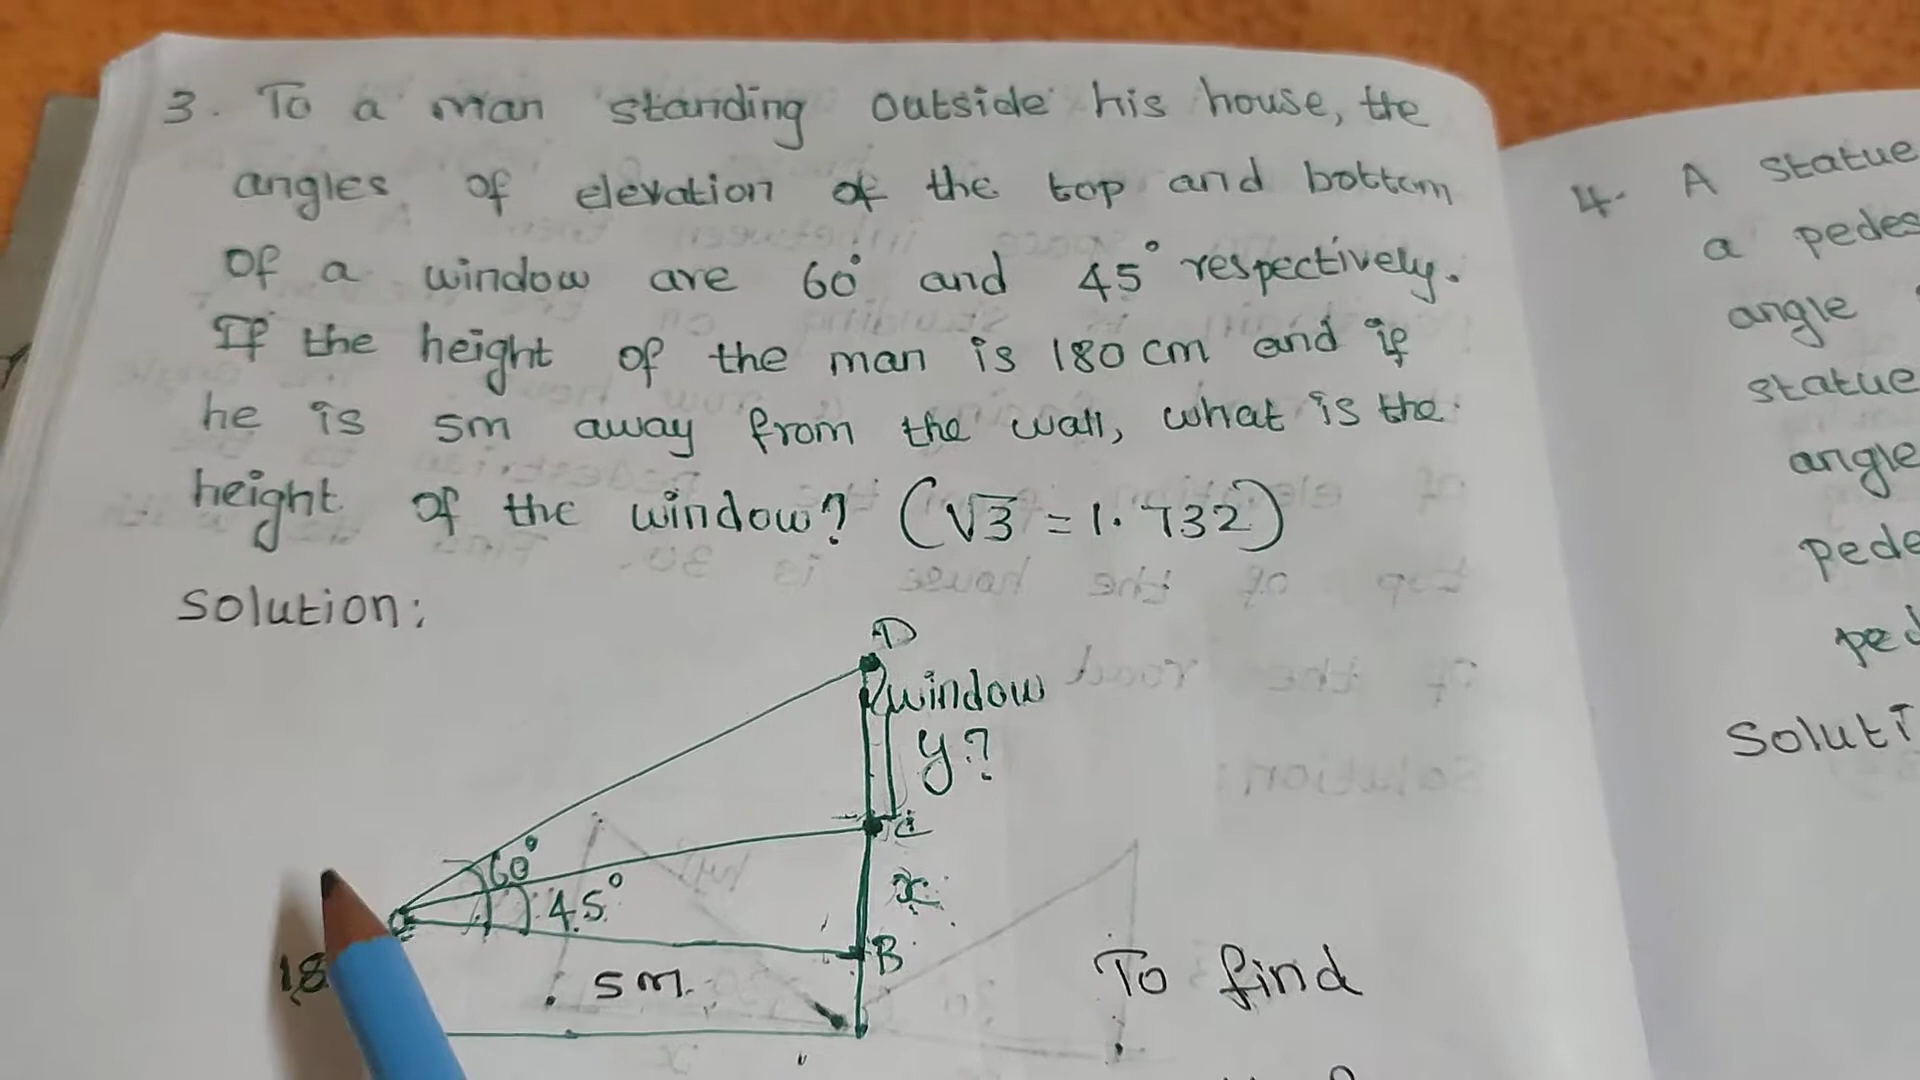 3. To a man standing outside his house, the
angles of elevation of the top and bottom
of a window are 60° and 45° respectively.
If the height of the man is 180 cm and if
he is 5m away from the wall, what is the
height of the window? (√3 = 1.732)
Solution:
D
window
y?
C
60°
45°
x
B
18
5m
To find
4. A statue
a pedes
angle
statue
angle
pede
ped
Soluti